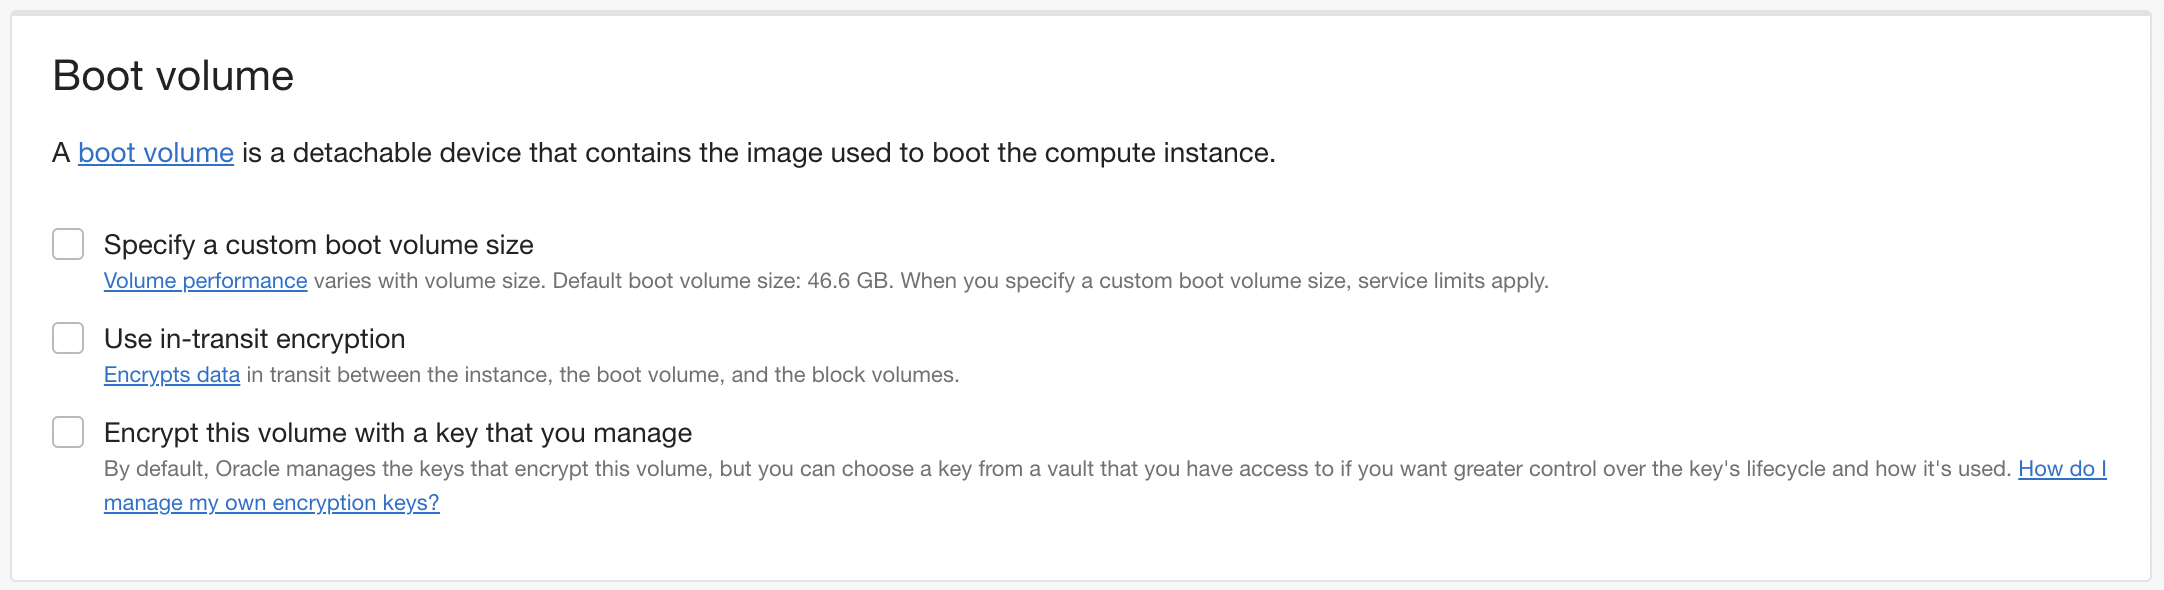 Boot volume
A boot volume is a detachable device that contains the image used to boot the compute instance.
Specify a custom boot volume size
Volume performance varies with volume size. Default boot volume size: 46.6 GB. When you specify a custom boot volume size, service limits apply.
Use in-transit encryption
Encrypts data in transit between the instance, the boot volume, and the block volumes.
Encrypt this volume with a key that you manage
By default, Oracle manages the keys that encrypt this volume, but you can choose a key from a vault that you have access to if you want greater control over the key's lifecycle and how it's used. How do I
manage my own encryption keys?